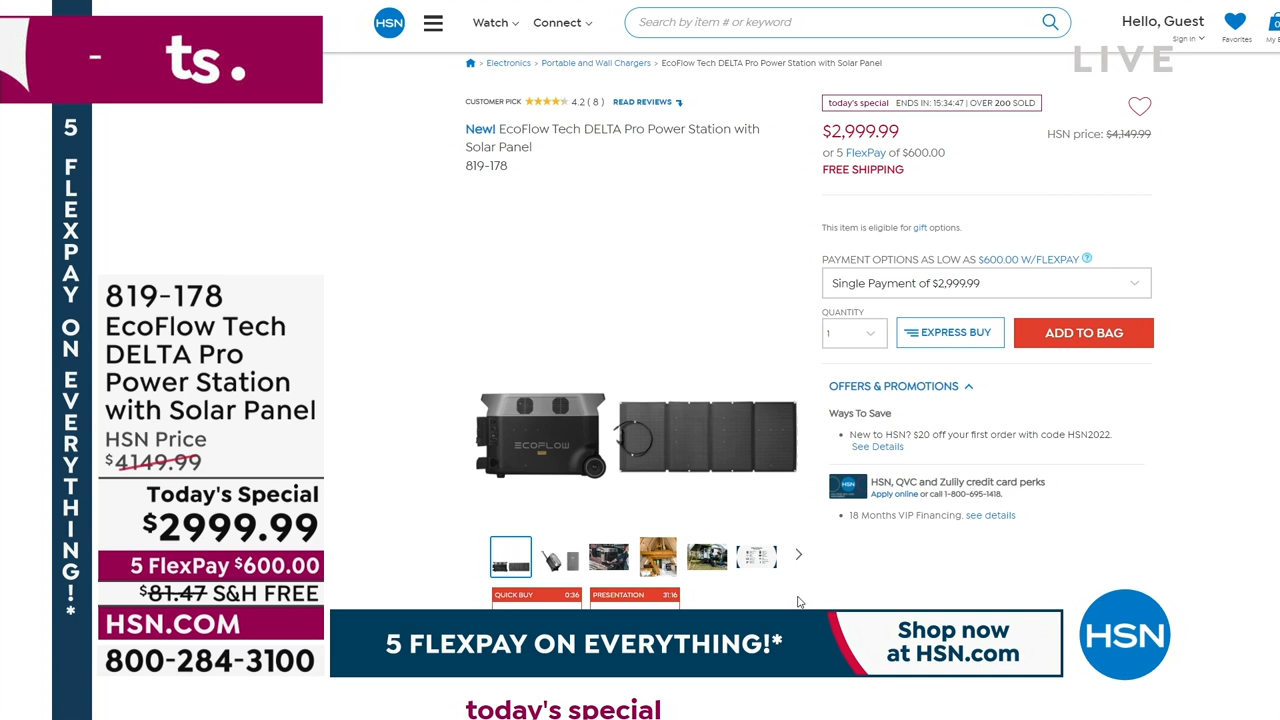 - ts.
5 FLEXPAY ON EVERYTHING!*
819-178
EcoFlow Tech
DELTA Pro
Power Station
with Solar Panel
HSN Price
$4149.99
Today's Special
$2999.99
5 FlexPay $600.00
$81.47 S&H FREE
HSN.COM
800-284-3100
HSN
Watch
Connect
Search by item # or keyword
Hello, Guest
Sign In
Favorites
My B
0
LIVE
Electronics > Portable and Wall Chargers > EcoFlow Tech DELTA Pro Power Station with Solar Panel
CUSTOMER PICK 4.2 ( 8 ) READ REVIEWS
New! EcoFlow Tech DELTA Pro Power Station with
Solar Panel
819-178
today's special ENDS IN: 15:34:47 | OVER 200 SOLD
$2,999.99
HSN price: $4,149.99
or 5 FlexPay of $600.00
FREE SHIPPING
This item is eligible for gift options.
PAYMENT OPTIONS AS LOW AS $600.00 W/FLEXPAY ?
Single Payment of $2,999.99
QUANTITY
1
EXPRESS BUY
ADD TO BAG
OFFERS & PROMOTIONS
Ways To Save
• New to HSN? $20 off your first order with code HSN2022.
See Details
HSN
HSN, QVC and Zulily credit card perks
Apply online or call 1-800-695-1418.
• 18 Months VIP Financing. see details
ECOFLOW
QUICK BUY 0:36
PRESENTATION 31:16
5 FLEXPAY ON EVERYTHING!*
Shop now
at HSN.com
HSN
today's special